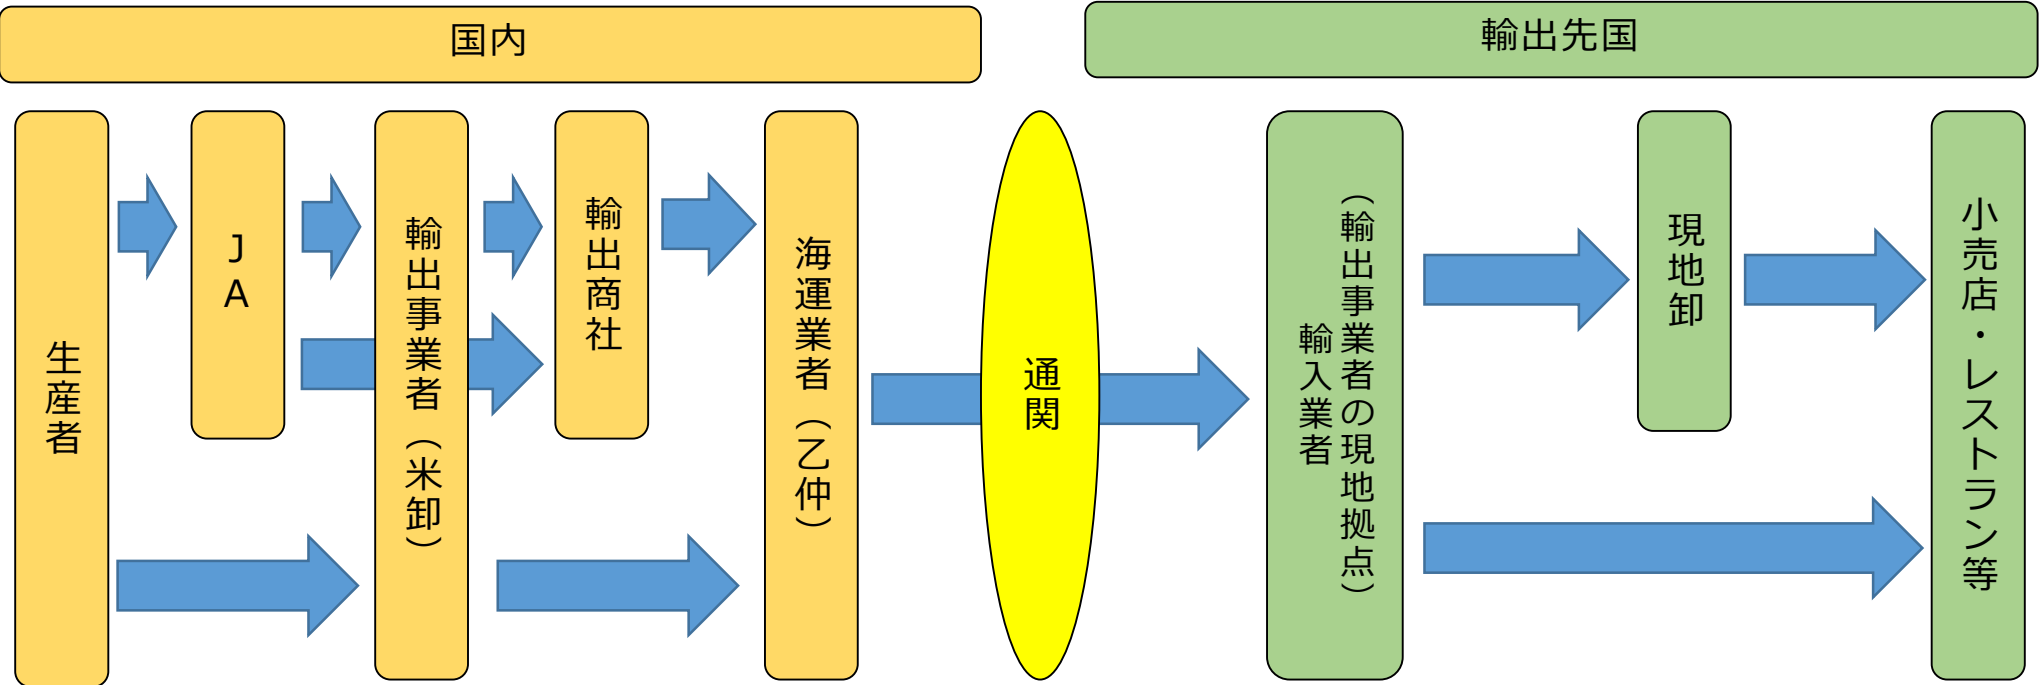 国内
輸出先国
生産者
JA
輸出事業者（米卸）
輸出商社
海運業者（乙仲）
通関
（輸出事業者の現地拠点）
輸入業者
現地卸
小売店・レストラン等